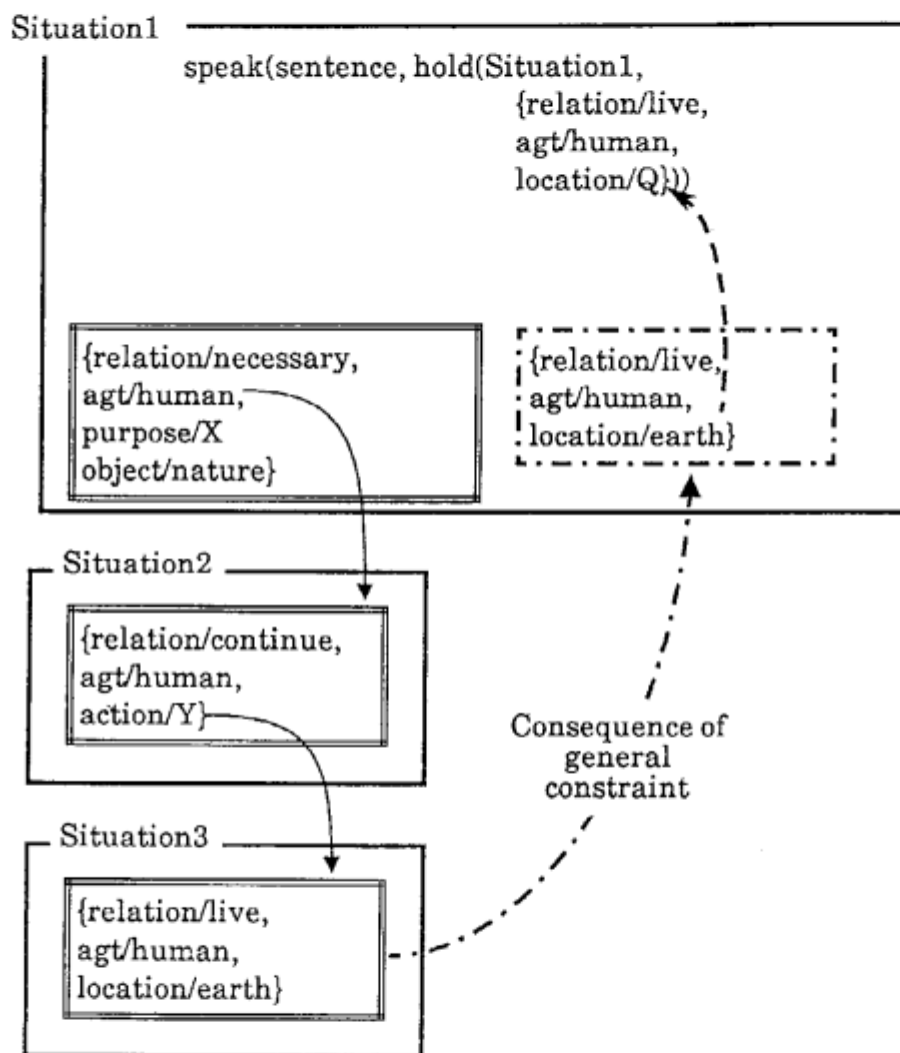 Situation1
speak(sentence, hold(Situation1,
{relation/live,
agt/human,
location/Q}))
{relation/necessary,
agt/human,
purpose/X
object/nature}
{relation/live,
agt/human,
location/earth}
Situation2
{relation/continue,
agt/human,
action/Y}
Consequence of
general
constraint
Situation3
{relation/live,
agt/human,
location/earth}